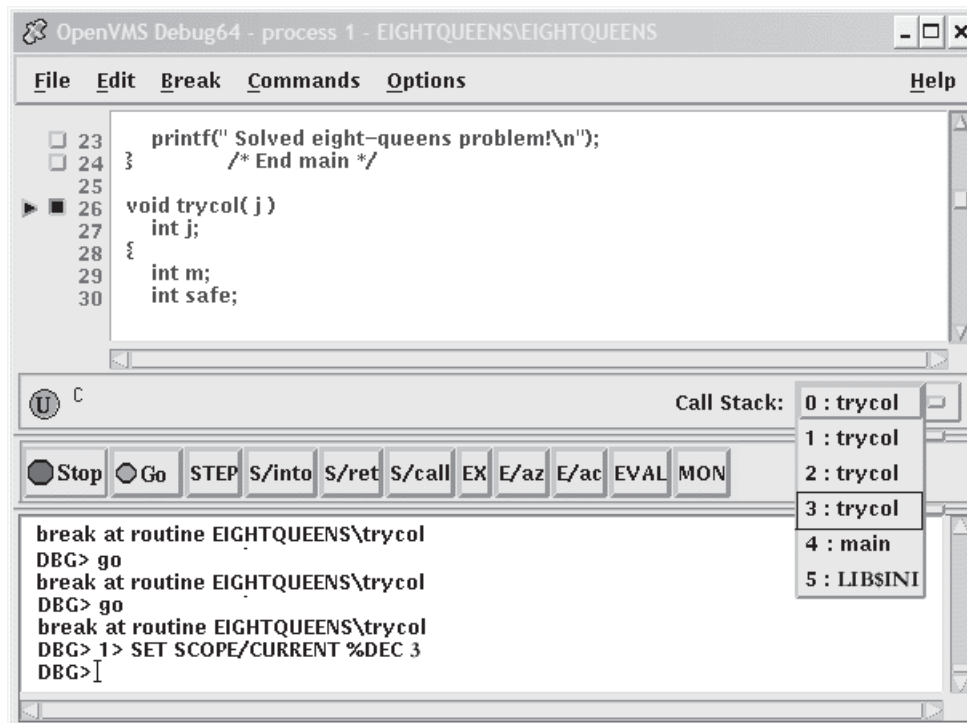 OpenVMS Debug64 - process 1 - EIGHTQUEENS\EIGHTQUEENS
File Edit Break Commands Options Help
23 printf(" Solved eight-queens problem!\n");
24 } /* End main */
25
26 void trycol( j )
27 int j;
28 {
29 int m;
30 int safe;
U C
Call Stack: 0 : trycol
1 : trycol
2 : trycol
3 : trycol
4 : main
5 : LIB$INI
Stop Go STEP S/into S/ret S/call EX E/az E/ac EVAL MON
break at routine EIGHTQUEENS\trycol
DBG> go
break at routine EIGHTQUEENS\trycol
DBG> go
break at routine EIGHTQUEENS\trycol
DBG> 1> SET SCOPE/CURRENT %DEC 3
DBG>